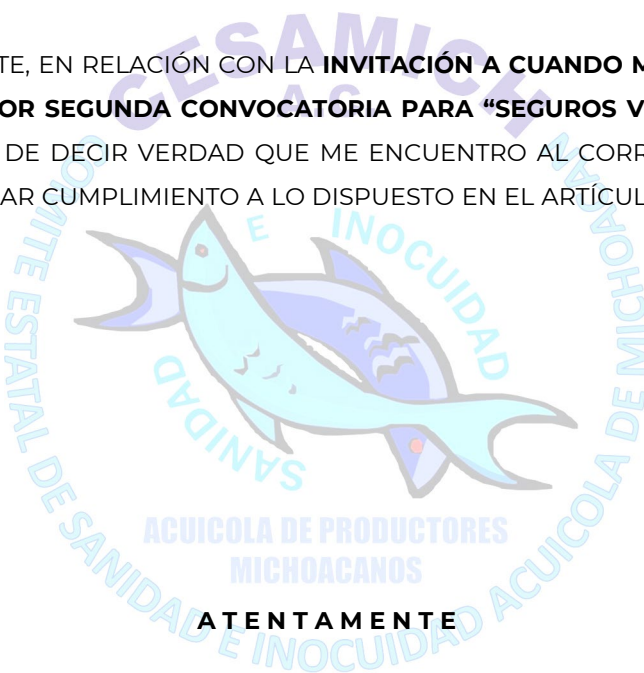 CESAMICH
A.C.
TE, EN RELACIÓN CON LA INVITACIÓN A CUANDO M
OR SEGUNDA CONVOCATORIA PARA “SEGUROS V
DE DECIR VERDAD QUE ME ENCUENTRO AL CORR
AR CUMPLIMIENTO A LO DISPUESTO EN EL ARTÍCUL
COMITE ESTATAL DE SANIDAD E INOCUIDAD ACUICOLA DE MICHOACAN
SANIDAD E INOCUIDAD
ACUICOLA DE PRODUCTORES
MICHOACANOS
ATENTAMENTE